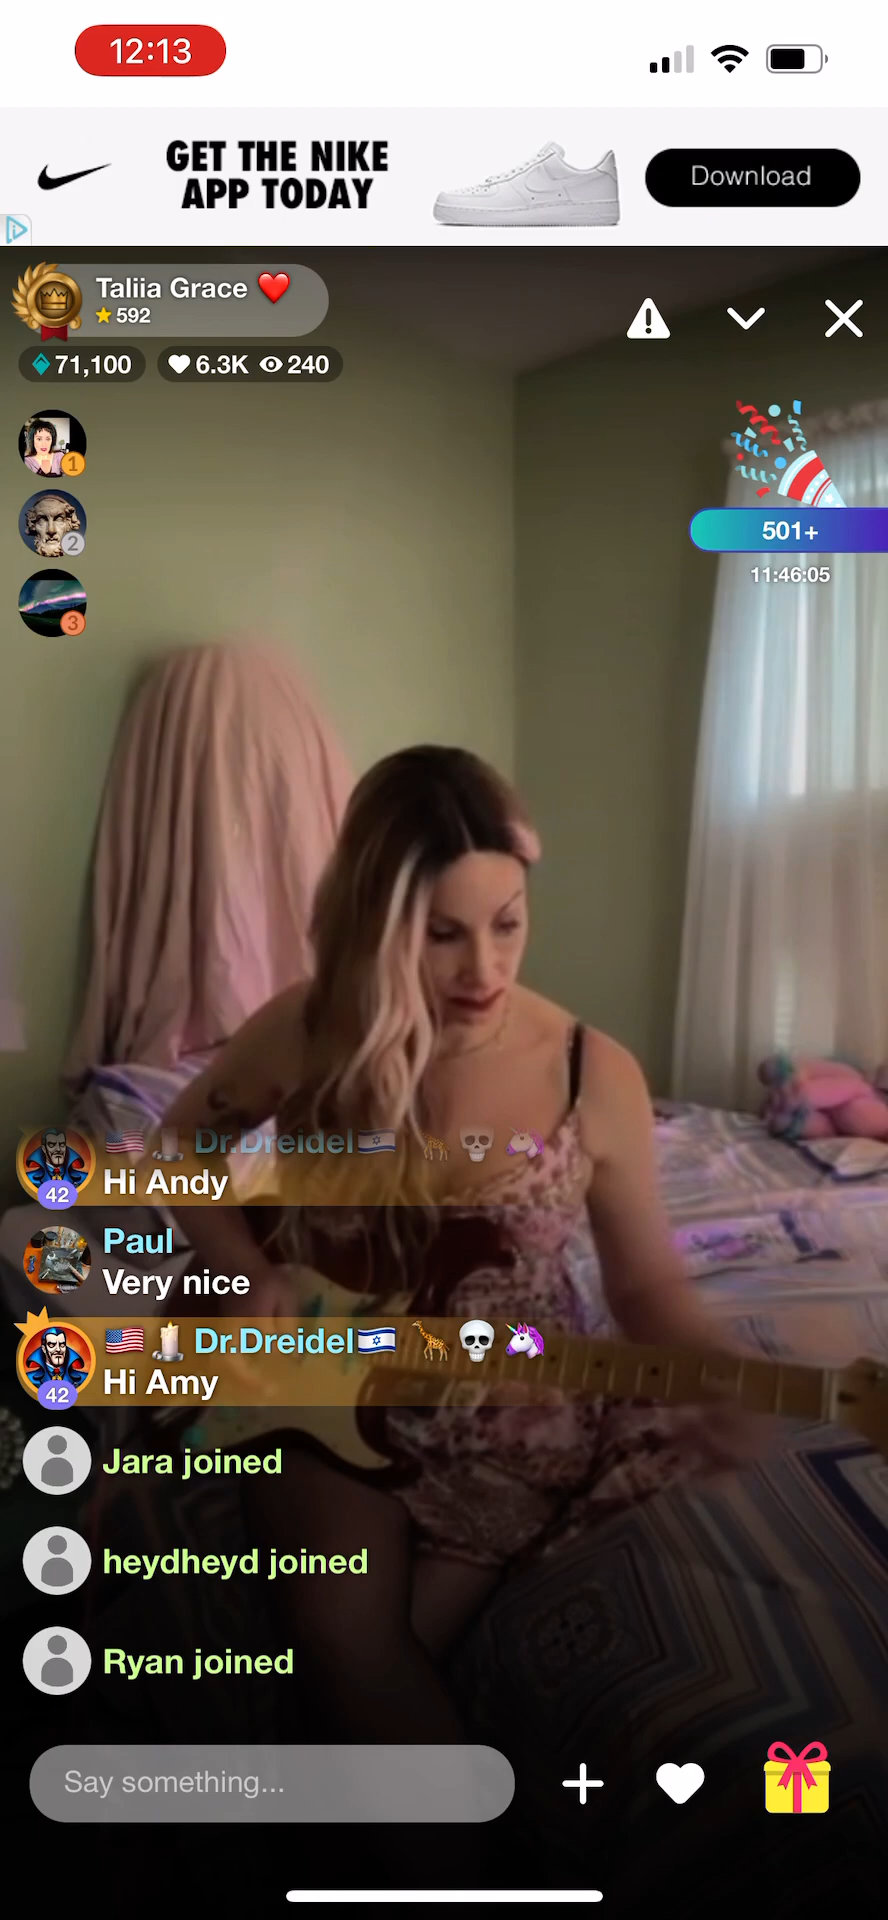 12:13
GET THE NIKE
APP TODAY
Download
Taliia Grace ❤️
592
71,100
6.3K
240
1
2
3
501+
11:46:05
🇺🇸🕯️Dr.Dreidel🇮🇱 🦒💀🦄
Hi Andy
42
Paul
Very nice
🇺🇸🕯️Dr.Dreidel🇮🇱 🦒💀🦄
Hi Amy
42
Jara joined
heydheyd joined
Ryan joined
Say something...